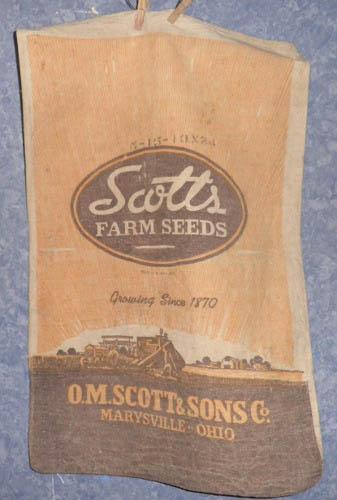 Scotts
FARM SEEDS
Growing Since 1870
O.M. SCOTT & SONS Co.
MARYSVILLE - OHIO